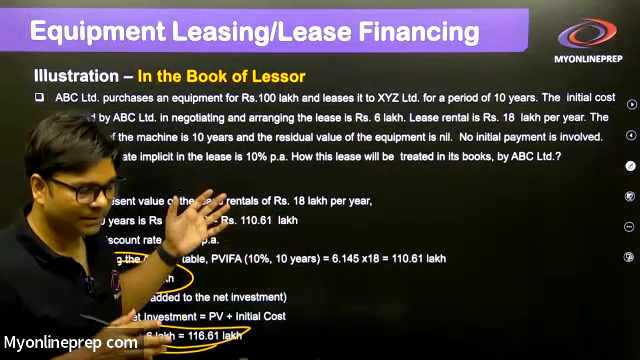 Equipment Leasing/Lease Financing
MYONLINEPREP
Illustration – In the Book of Lessor
ABC Ltd. purchases an equipment for Rs.100 lakh and leases it to XYZ Ltd. for a period of 10 years. The initial cost
by ABC Ltd. in negotiating and arranging the lease is Rs. 6 lakh. Lease rental is Rs. 18 lakh per year. The
of the machine is 10 years and the residual value of the equipment is nil. No initial payment is involved.
implicit in the lease is 10% p.a. How this lease will be treated in its books, by ABC Ltd.?
value of the rentals of Rs. 18 lakh per year,
years is Rs Rs. 110.61 lakh
rate
the table, PVIFA (10%, 10 years) = 6.145 x18 = 110.61 lakh
added to the net investment)
Investment = PV + Initial Cost
6 lakh = 116.61 lakh
Myonlineprep com